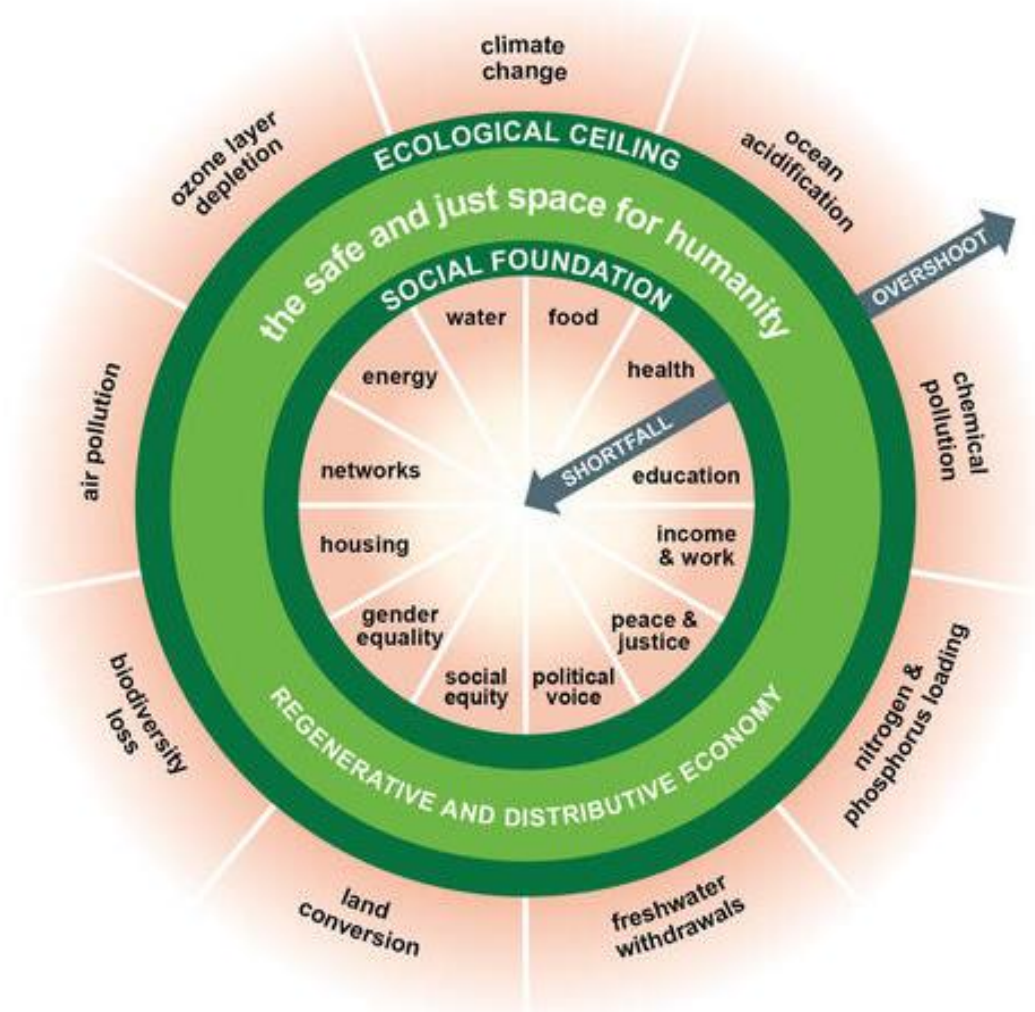 climate
change
ocean
acidification
chemical
pollution
nitrogen &
phosphorus loading
freshwater
withdrawals
land
conversion
biodiversity
loss
air pollution
ozone layer
depletion
ECOLOGICAL CEILING
the safe and just space for humanity
SOCIAL FOUNDATION
OVERSHOOT
SHORTFALL
water
food
health
education
income
& work
peace &
justice
political
voice
social
equity
gender
equality
housing
networks
energy
REGENERATIVE AND DISTRIBUTIVE ECONOMY